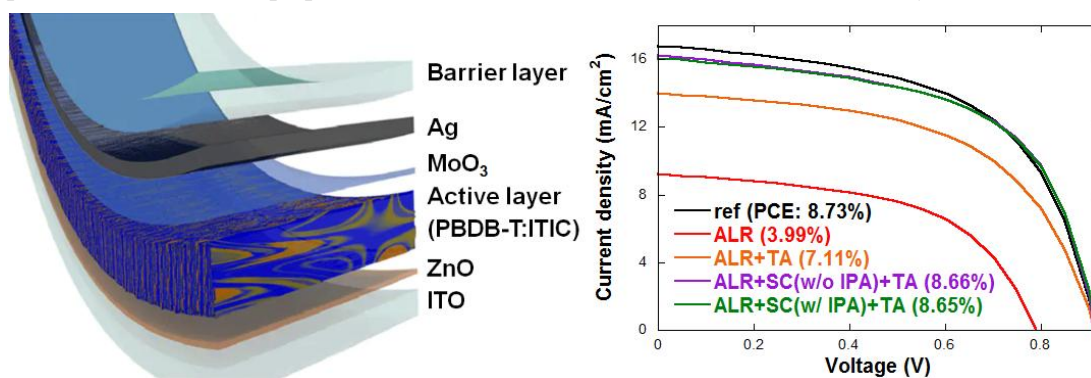 Barrier layer
Ag
MoO₃
Active layer
(PBDB-T:ITIC)
ZnO
ITO
Current density (mA/cm²)
16
12
8
4
0
ref (PCE: 8.73%)
ALR (3.99%)
ALR+TA (7.11%)
ALR+SC(w/o IPA)+TA (8.66%)
ALR+SC(w/ IPA)+TA (8.65%)
0 0.2 0.4 0.6 0.8
Voltage (V)